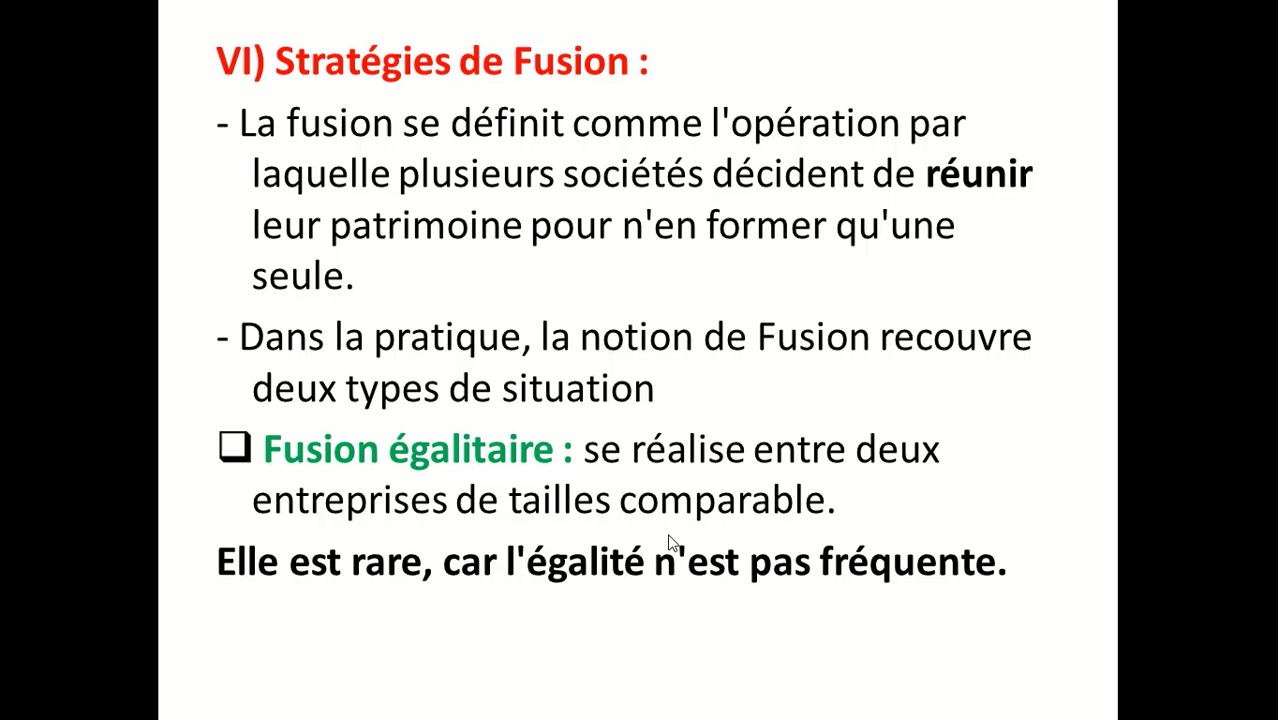 VI) Stratégies de Fusion :
- La fusion se définit comme l'opération par
laquelle plusieurs sociétés décident de réunir
leur patrimoine pour n'en former qu'une
seule.
- Dans la pratique, la notion de Fusion recouvre
deux types de situation
❑ Fusion égalitaire : se réalise entre deux
entreprises de tailles comparable.
Elle est rare, car l'égalité n'est pas fréquente.